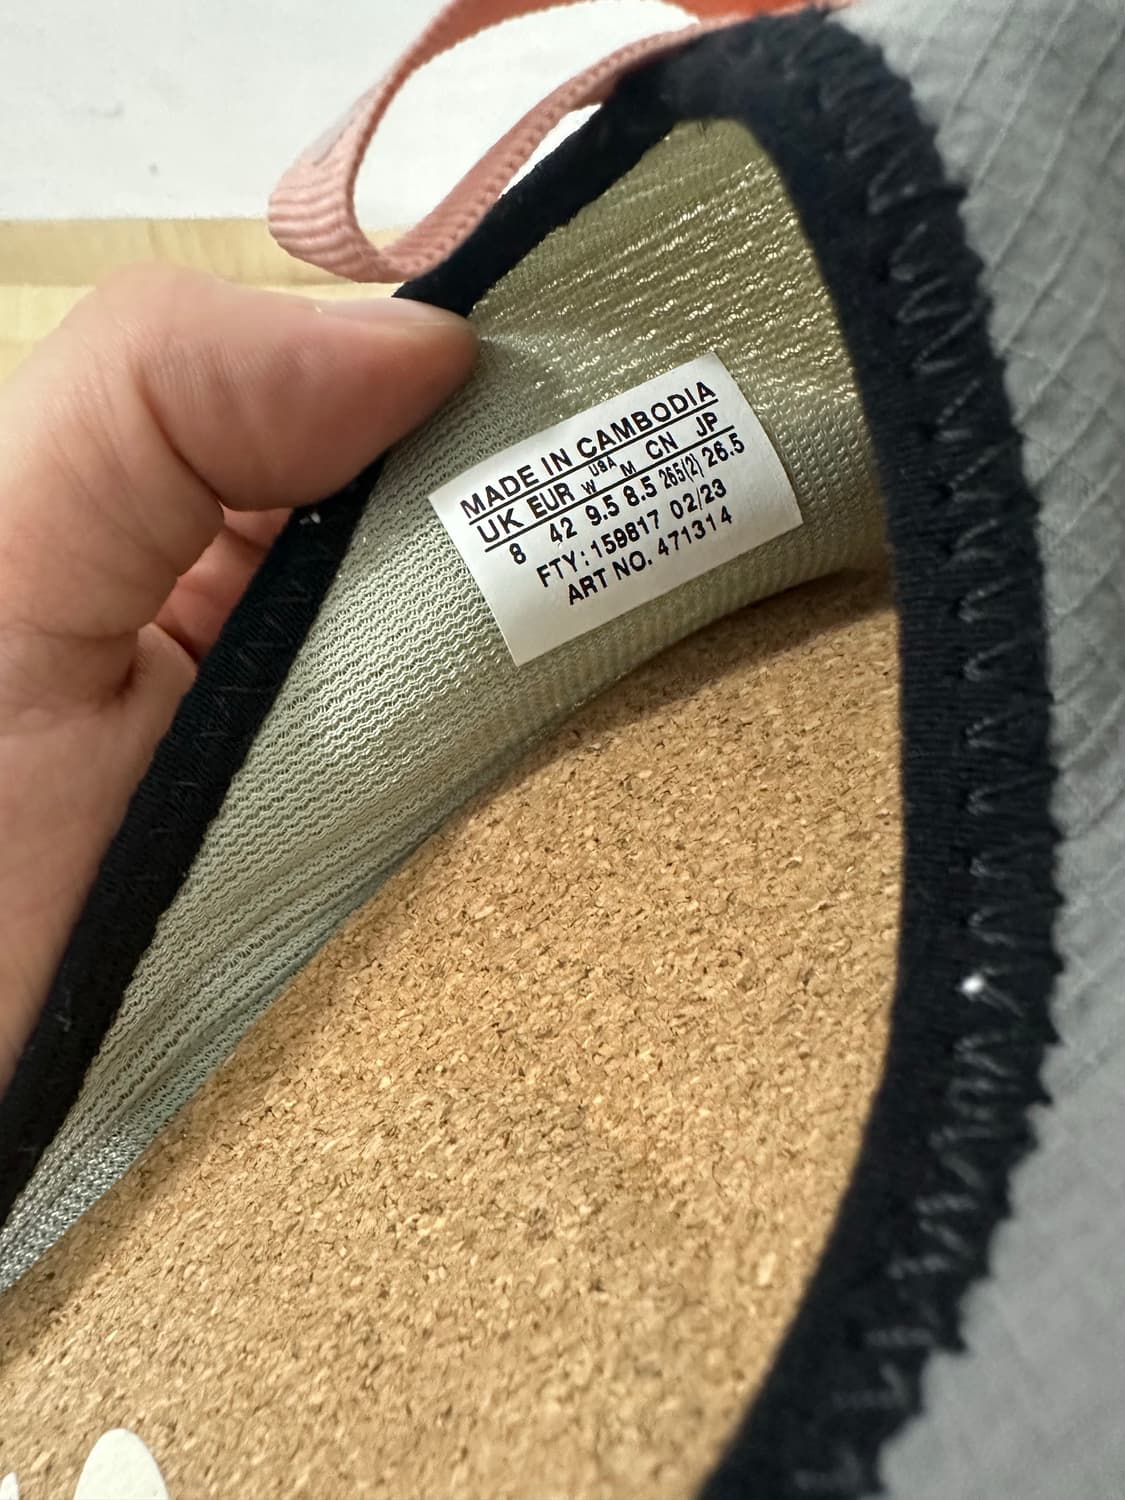 MADE IN CAMBODIA
UK EUR W USA M CN JP
8 42 9.5 8.5 265(2) 26.5
FTY: 159817 02/23
ART NO. 471314